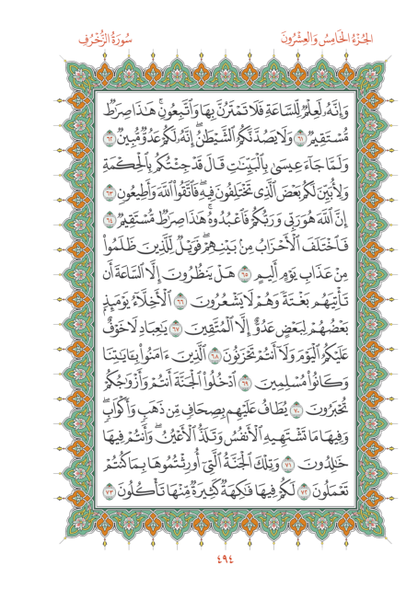 الجُزْءُ الخَامِسُ وَالعِشْرُونَ
سُورَةُ الزُّخْرُفِ
وَإِنَّهُۥ لَعِلْمٌ لِّلسَّاعَةِ فَلَا تَمْتَرُنَّ بِهَا وَٱتَّبِعُونِ ۚ هَٰذَا صِرَٰطٌ
مُّسْتَقِيمٌ ٦١ وَلَا يَصُدَّنَّكُمُ ٱلشَّيْطَٰنُ ۖ إِنَّهُۥ لَكُمْ عَدُوٌّ مُّبِينٌ ٦٢
وَلَمَّا جَآءَ عِيسَىٰ بِٱلْبَيِّنَٰتِ قَالَ قَدْ جِئْتُكُم بِٱلْحِكْمَةِ
وَلِأُبَيِّنَ لَكُم بَعْضَ ٱلَّذِى تَخْتَلِفُونَ فِيهِ ۖ فَٱتَّقُوا۟ ٱللَّهَ وَأَطِيعُونِ ٦٣
إِنَّ ٱللَّهَ هُوَ رَبِّى وَرَبُّكُمْ فَٱعْبُدُوهُ ۚ هَٰذَا صِرَٰطٌ مُّسْتَقِيمٌ ٦٤
فَٱخْتَلَفَ ٱلْأَحْزَابُ مِنۢ بَيْنِهِمْ ۖ فَوَيْلٌ لِّلَّذِينَ ظَلَمُوا۟
مِنْ عَذَابِ يَوْمٍ أَلِيمٍ ٦٥ هَلْ يَنظُرُونَ إِلَّا ٱلسَّاعَةَ أَن
تَأْتِيَهُم بَغْتَةً وَهُمْ لَا يَشْعُرُونَ ٦٦ ٱلْأَخِلَّآءُ يَوْمَئِذٍۭ
بَعْضُهُمْ لِبَعْضٍ عَدُوٌّ إِلَّا ٱلْمُتَّقِينَ ٦٧ يَٰعِبَادِ لَا خَوْفٌ
عَلَيْكُمُ ٱلْيَوْمَ وَلَآ أَنتُمْ تَحْزَنُونَ ٦٨ ٱلَّذِينَ ءَامَنُوا۟ بِـَٔايَٰتِنَا
وَكَانُوا۟ مُسْلِمِينَ ٦٩ ٱدْخُلُوا۟ ٱلْجَنَّةَ أَنتُمْ وَأَزْوَٰجُكُمْ
تُحْبَرُونَ ٧٠ يُطَافُ عَلَيْهِم بِصِحَافٍ مِّن ذَهَبٍ وَأَكْوَابٍ ۖ
وَفِيهَا مَا تَشْتَهِيهِ ٱلْأَنفُسُ وَتَلَذُّ ٱلْأَعْيُنُ ۖ وَأَنتُمْ فِيهَا
خَٰلِدُونَ ٧١ وَتِلْكَ ٱلْجَنَّةُ ٱلَّتِىٓ أُورِثْتُمُوهَا بِمَا كُنتُمْ
تَعْمَلُونَ ٧٢ لَكُمْ فِيهَا فَٰكِهَةٌ كَثِيرَةٌ مِّنْهَا تَأْكُلُونَ ٧٣
٤٩٤